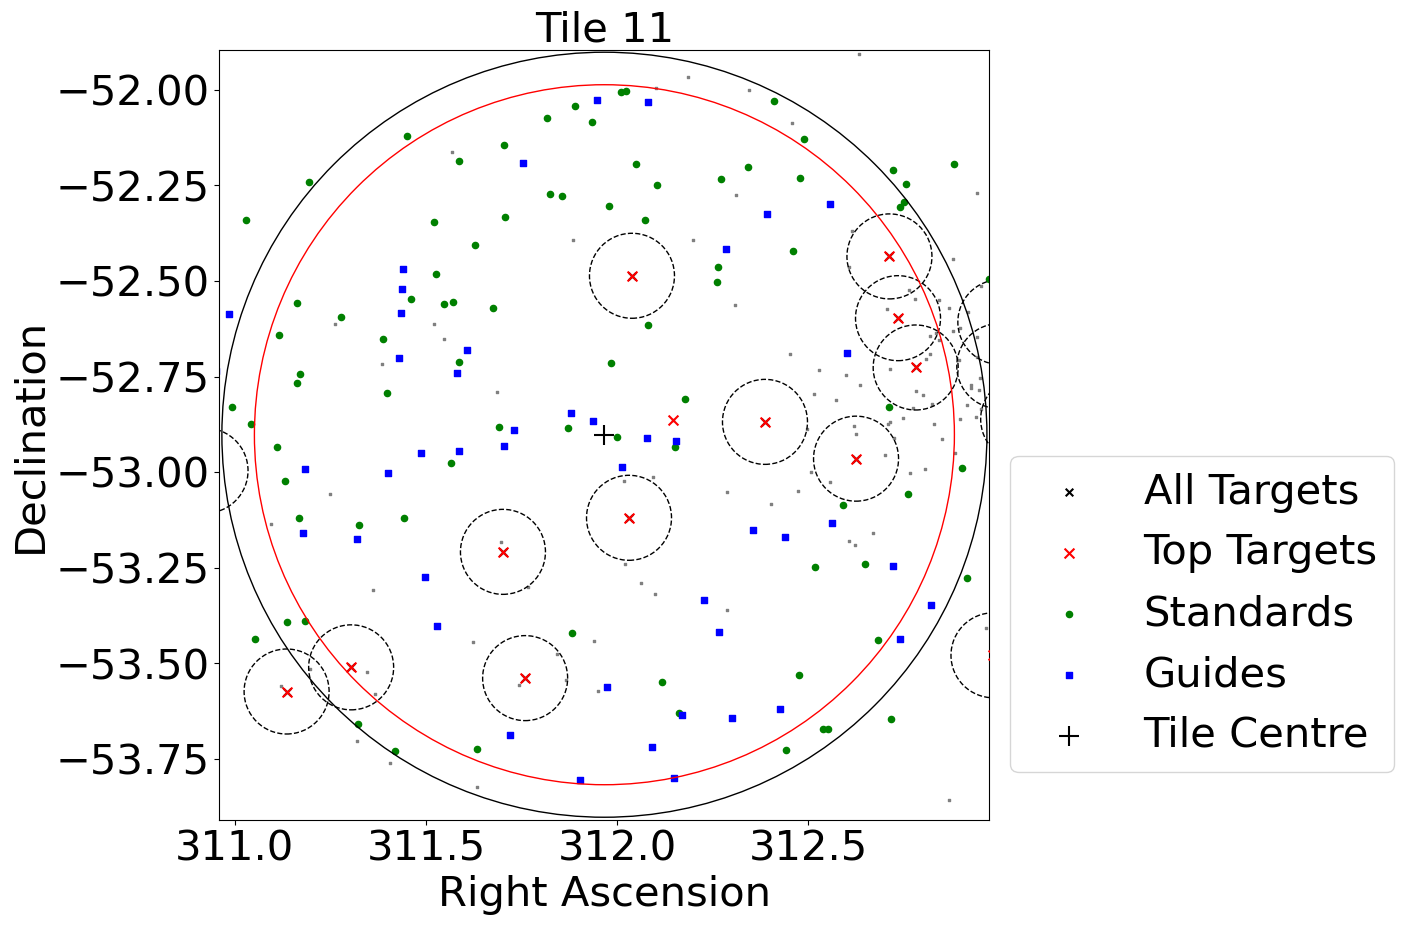 Tile 11
−52.00
−52.25
−52.50
−52.75
−53.00
−53.25
−53.50
−53.75
Declination
311.0 311.5 312.0 312.5
Right Ascension
All Targets
Top Targets
Standards
Guides
Tile Centre